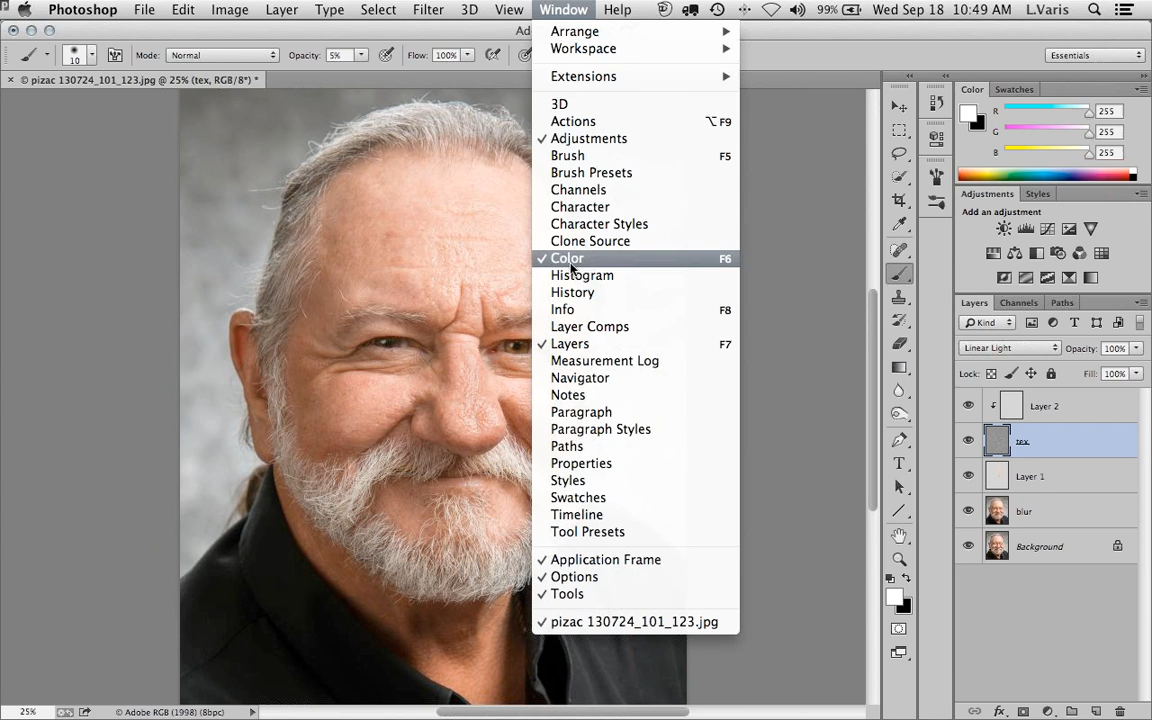 Photoshop File Edit Image Layer Type Select Filter 3D View Window Help 99% Wed Sep 18 10:49 AM L.Varis
10 Mode: Normal Opacity: 5% Flow: 100% Essentials
× © pizac 130724_101_123.jpg @ 25% (tex, RGB/8*) *
Arrange
Workspace
Extensions
3D
Actions ⌥F9
✓ Adjustments
Brush F5
Brush Presets
Channels
Character
Character Styles
Clone Source
✓ Color F6
Histogram
History
Info F8
Layer Comps
✓ Layers F7
Measurement Log
Navigator
Notes
Paragraph
Paragraph Styles
Paths
Properties
Styles
Swatches
Timeline
Tool Presets
✓ Application Frame
✓ Options
✓ Tools
✓ pizac 130724_101_123.jpg
Color Swatches
R 255
G 255
B 255
Adjustments Styles
Add an adjustment
Layers Channels Paths
Kind
Linear Light Opacity: 100%
Lock: Fill: 100%
Layer 2
tex
Layer 1
blur
Background
25% © Adobe RGB (1998) (8bpc)